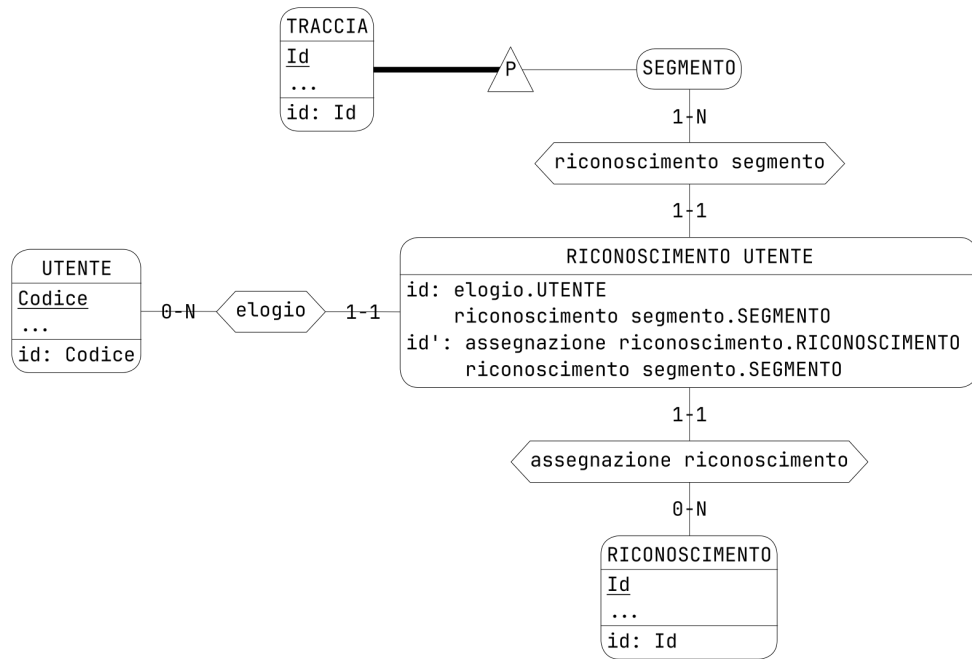 TRACCIA
Id
...
id: Id
P
SEGMENTO
1-N
riconoscimento segmento
1-1
UTENTE
Codice
...
id: Codice
0-N
elogio
1-1
RICONOSCIMENTO UTENTE
id: elogio.UTENTE
riconoscimento segmento.SEGMENTO
id': assegnazione riconoscimento.RICONOSCIMENTO
riconoscimento segmento.SEGMENTO
1-1
assegnazione riconoscimento
0-N
RICONOSCIMENTO
Id
...
id: Id